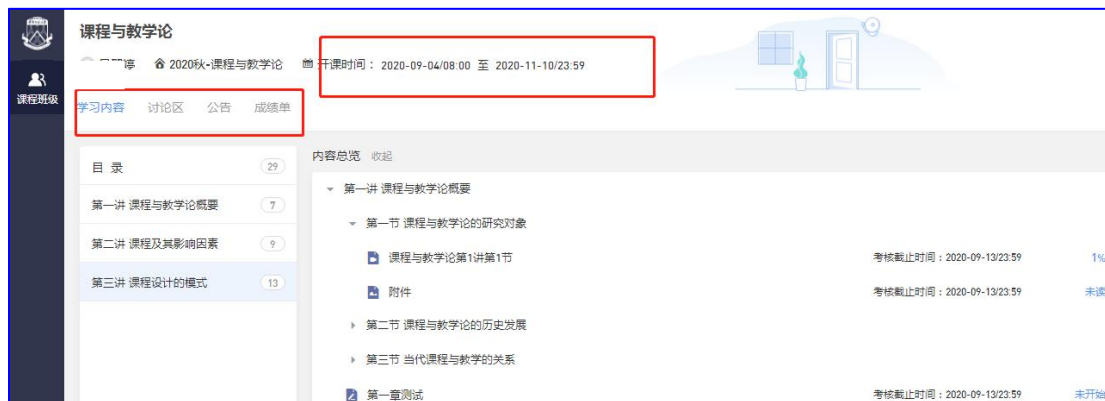 课程与教学论
婷 2020秋-课程与教学论 开课时间： 2020-09-04/08:00 至 2020-11-10/23:59
课程班级
学习内容 讨论区 公告 成绩单
目 录 29
内容总览 收起
第一讲 课程与教学论概要
第一讲 课程与教学论概要 7
第一节 课程与教学论的研究对象
第二讲 课程及其影响因素 9
课程与教学论第1讲第1节 考核截止时间：2020-09-13/23:59 1%
第三讲 课程设计的模式 13
附件 考核截止时间：2020-09-13/23:59 未读
第二节 课程与教学论的历史发展
第三节 当代课程与教学的关系
第一章测试 考核截止时间：2020-09-13/23:59 未开始